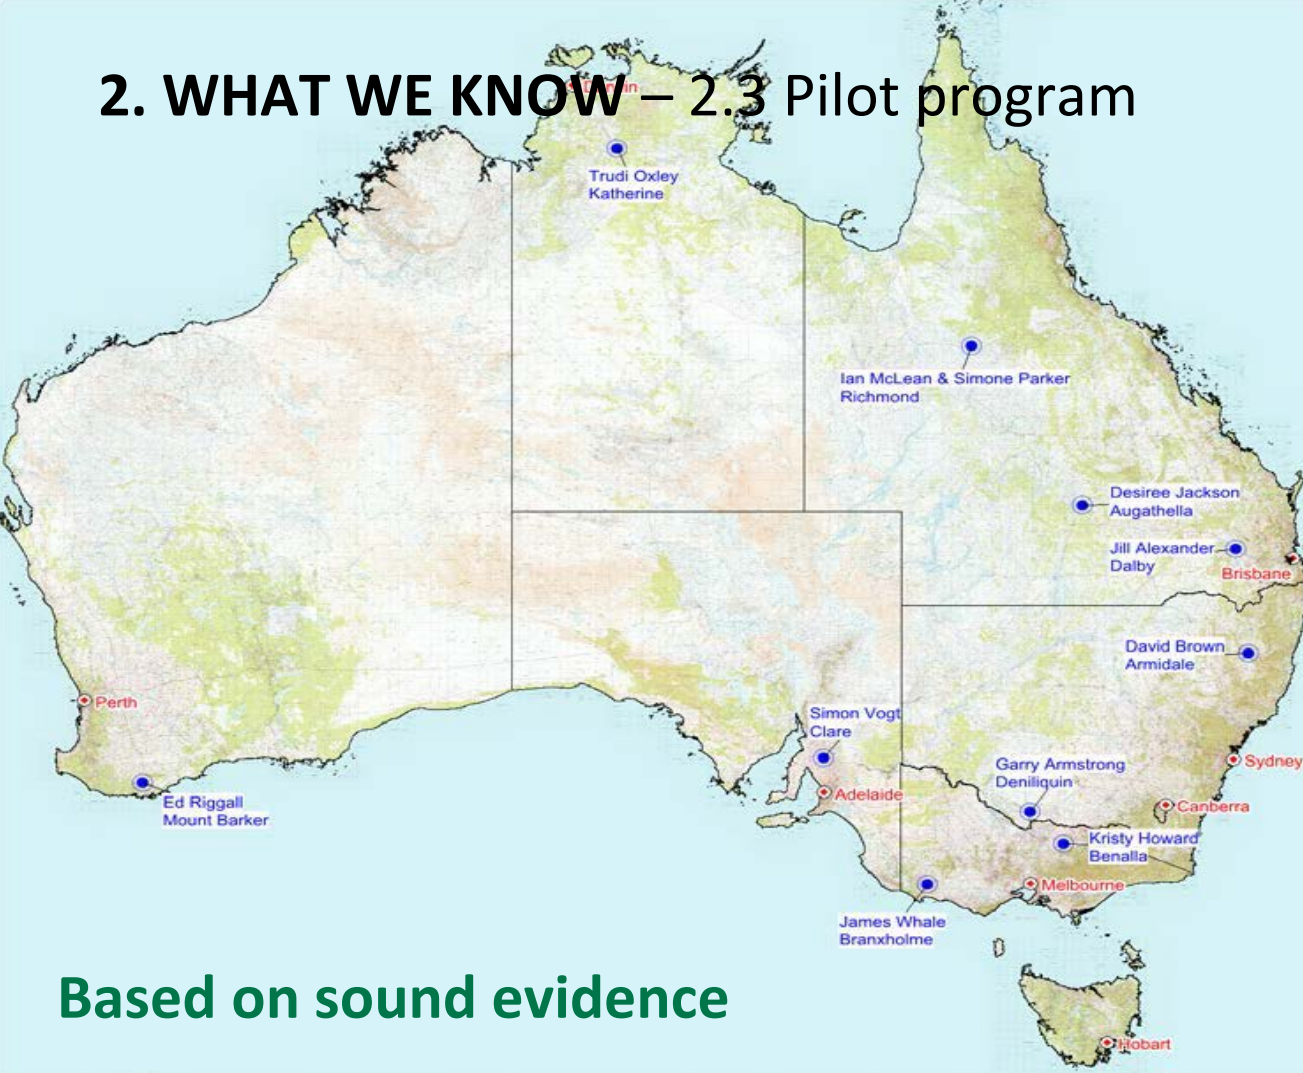 2. WHAT WE KNOW – 2.3 Pilot program
Darwin
Trudi Oxley
Katherine
Ian McLean & Simone Parker
Richmond
Desiree Jackson
Augathella
Jill Alexander
Dalby
Brisbane
David Brown
Armidale
Perth
Simon Vogt
Clare
Garry Armstrong
Deniliquin
Sydney
Adelaide
Canberra
Ed Riggall
Mount Barker
Kristy Howard
Benalla
Melbourne
James Whale
Branxholme
Based on sound evidence
Hobart